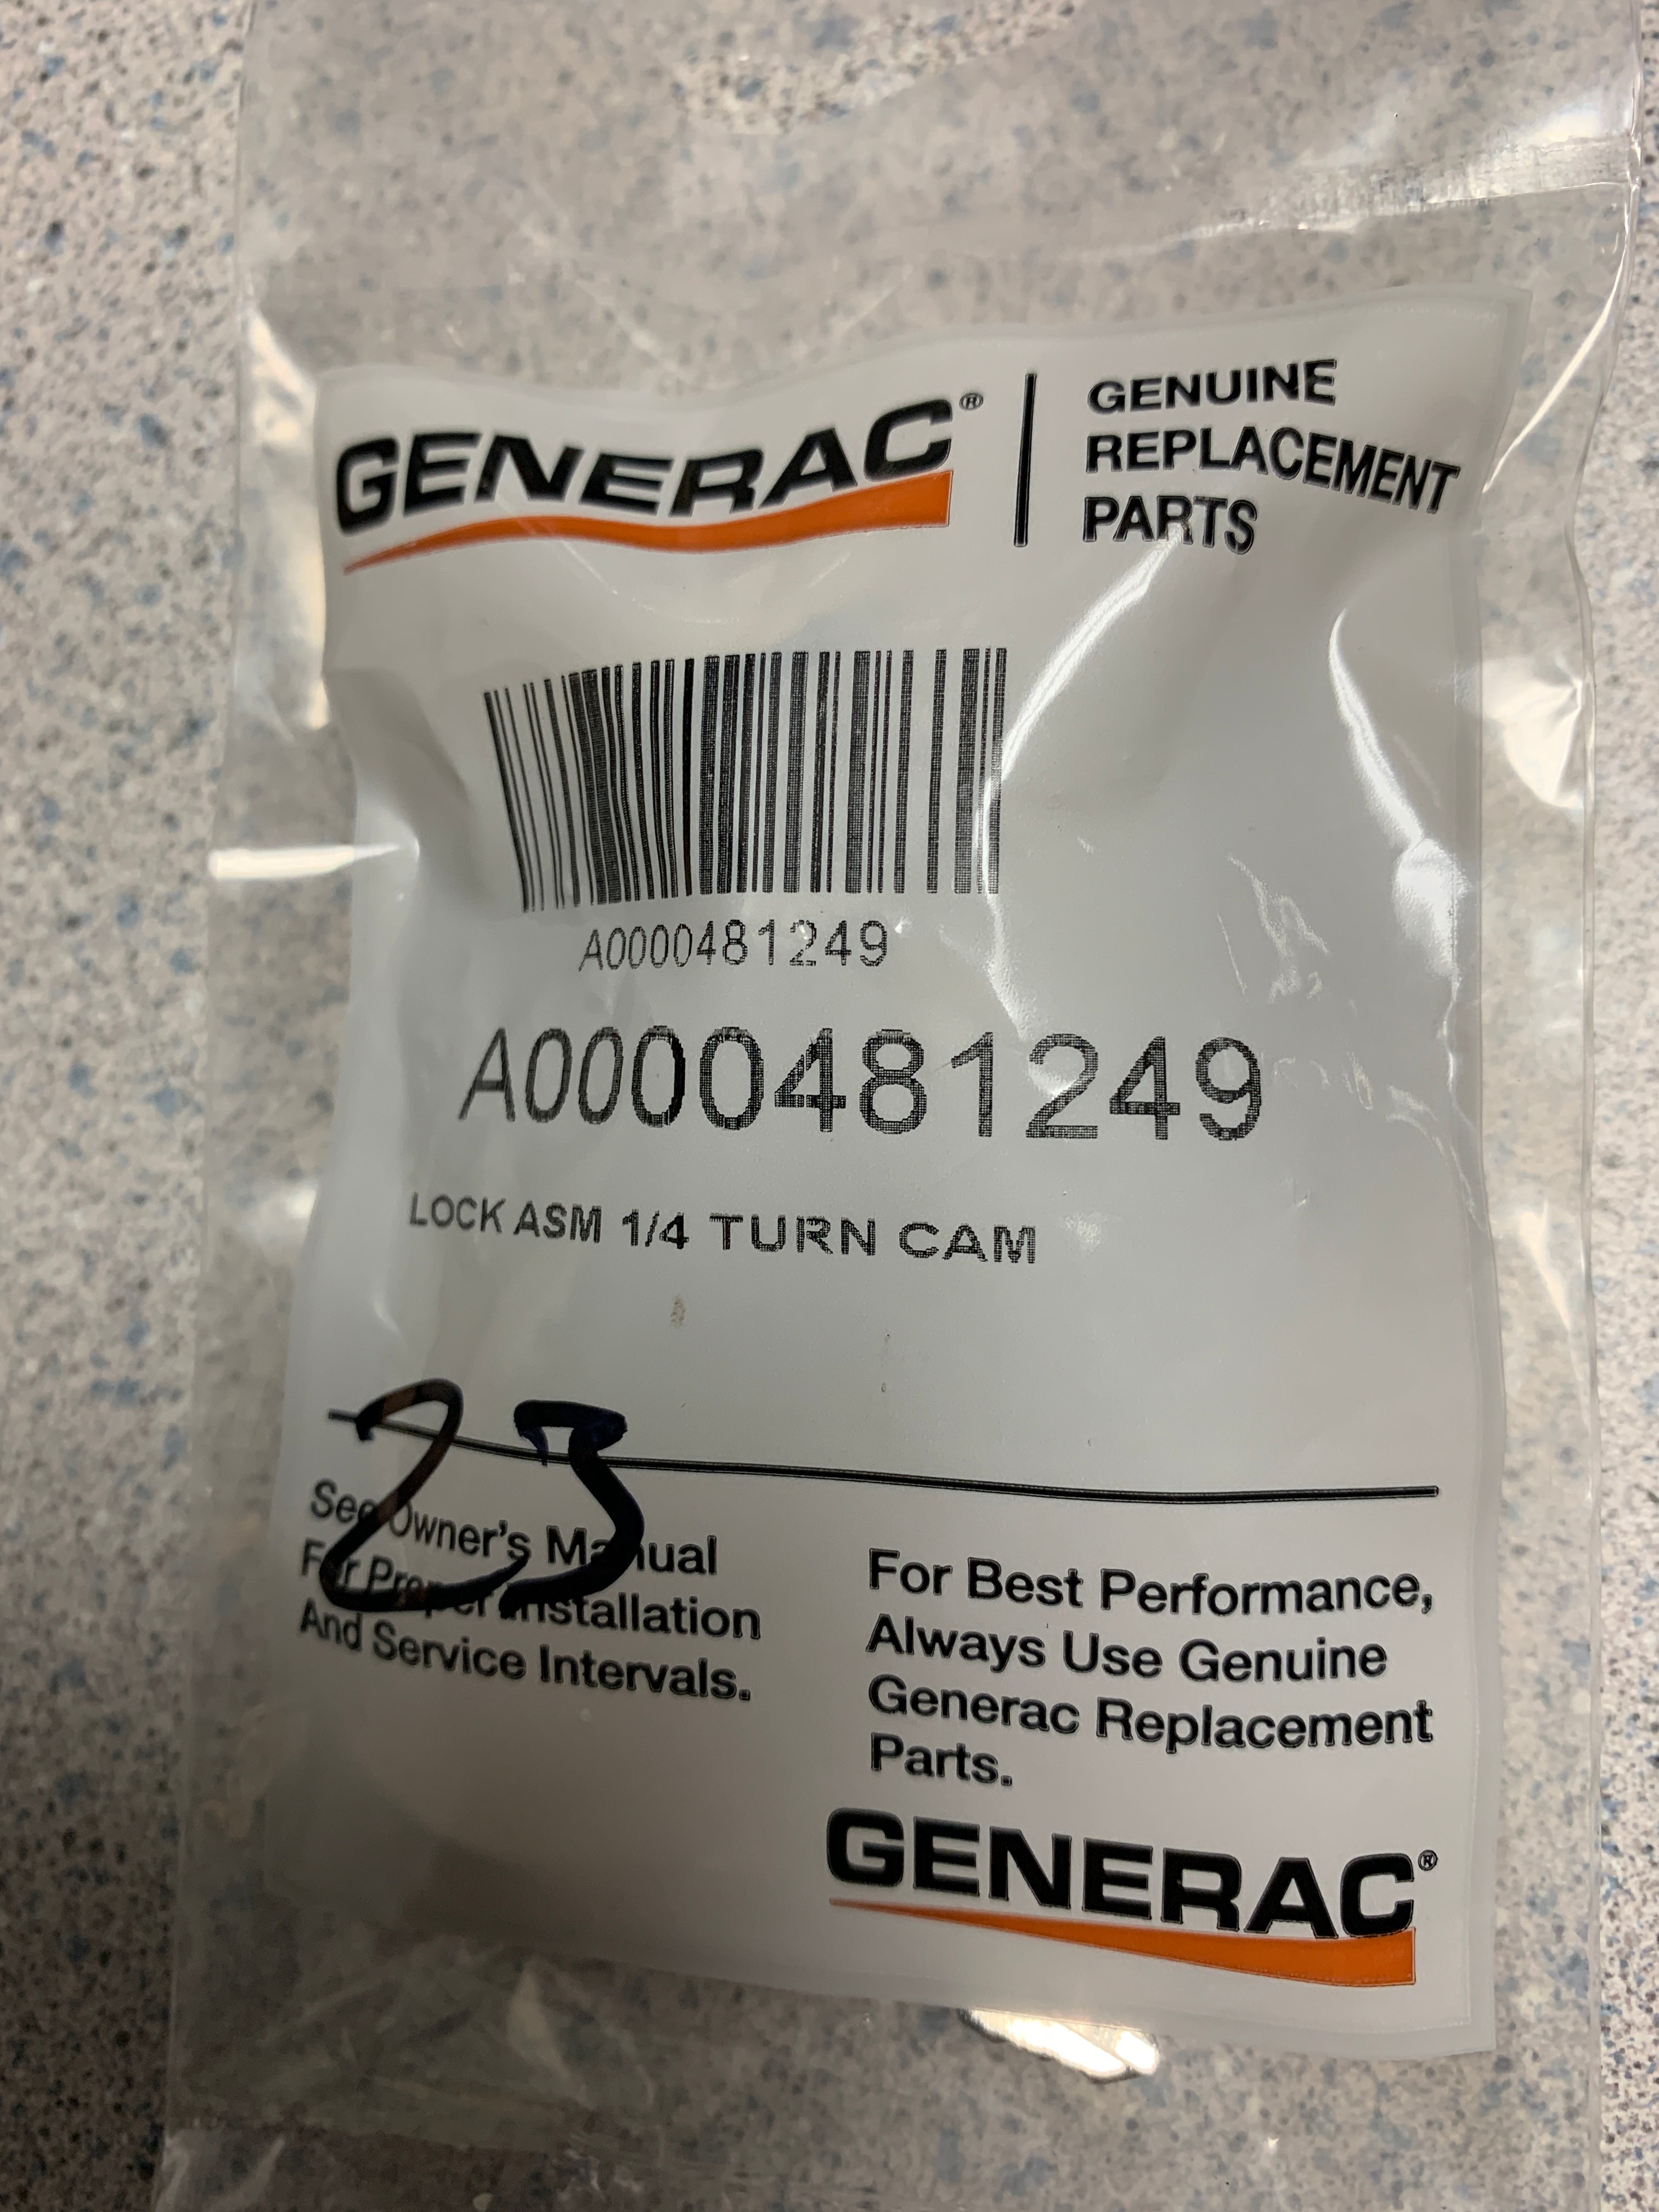 GENERAC®
GENUINE
REPLACEMENT
PARTS
A0000481249
A0000481249
LOCK ASM 1/4 TURN CAM
23
See Owner's Manual
For Proper Installation
And Service Intervals.
For Best Performance,
Always Use Genuine
Generac Replacement
Parts.
GENERAC®